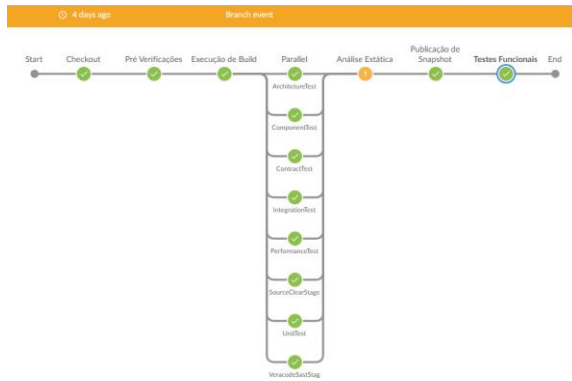 4 days ago
Branch event
Start
Checkout
Pré Verificações
Execução de Build
Parallel
Análise Estática
Publicação de
Snapshot
Testes Funcionais
End
ArchitetureTest
ComponentTest
ContractTest
IntegrationTest
PerformanceTest
SourceClearStage
UnitTest
VeracodeSastStag